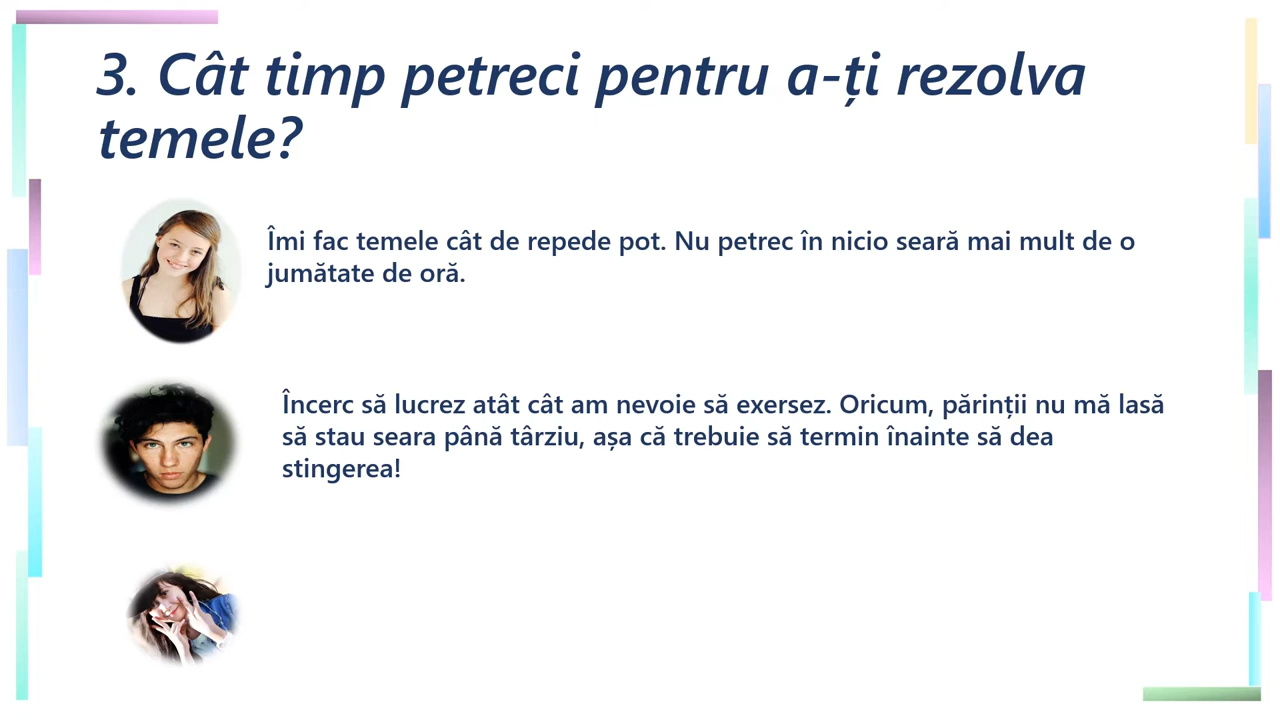 3. Cât timp petreci pentru a-ți rezolva
temele?
Îmi fac temele cât de repede pot. Nu petrec în nicio seară mai mult de o
jumătate de oră.
Încerc să lucrez atât cât am nevoie să exersez. Oricum, părinții nu mă lasă
să stau seara până târziu, așa că trebuie să termin înainte să dea
stingerea!